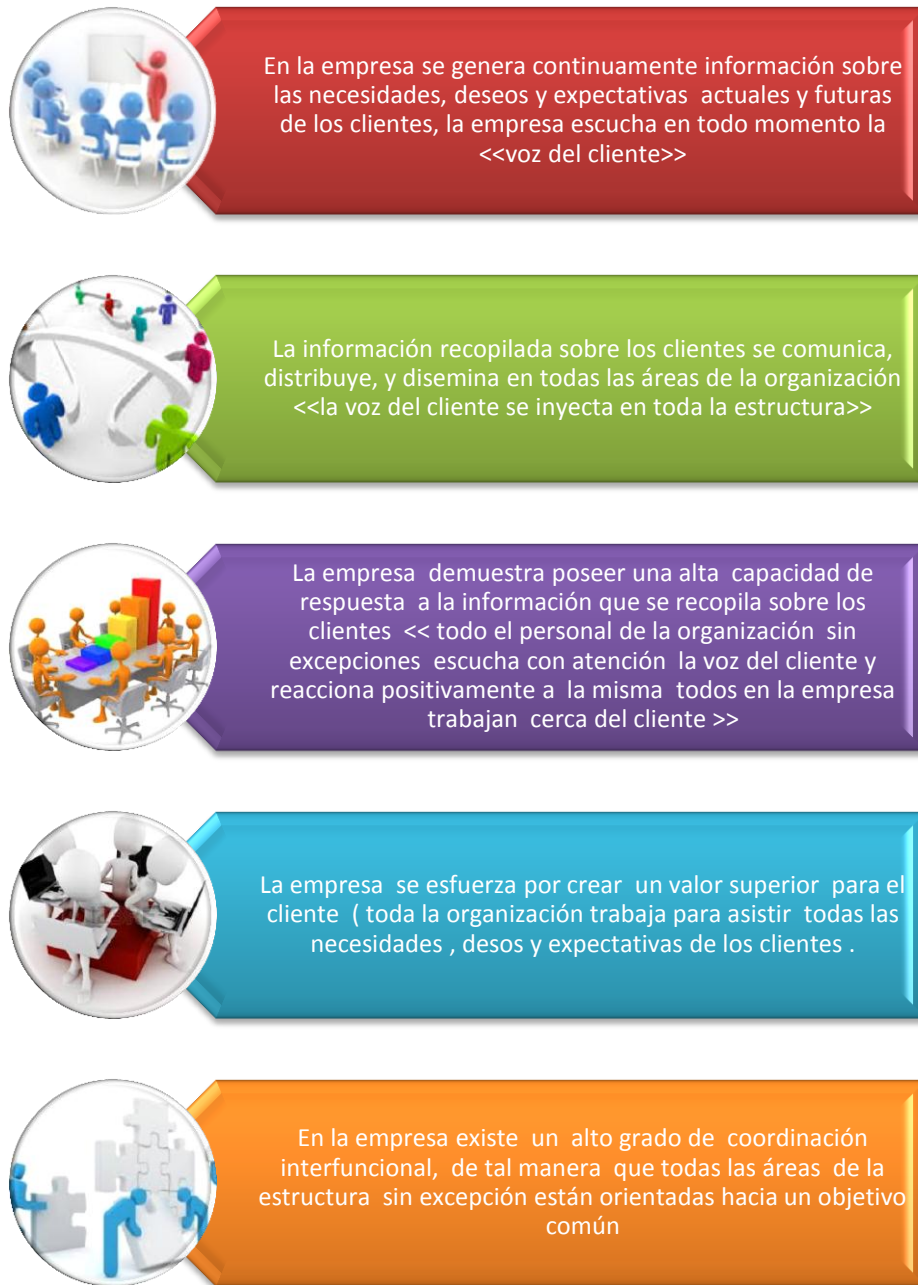 En la empresa se genera continuamente información sobre
las necesidades, deseos y expectativas actuales y futuras
de los clientes, la empresa escucha en todo momento la
<<voz del cliente>>
La información recopilada sobre los clientes se comunica,
distribuye, y disemina en todas las áreas de la organización
<<la voz del cliente se inyecta en toda la estructura>>
La empresa demuestra poseer una alta capacidad de
respuesta a la información que se recopila sobre los
clientes << todo el personal de la organización sin
excepciones escucha con atención la voz del cliente y
reacciona positivamente a la misma todos en la empresa
trabajan cerca del cliente >>
La empresa se esfuerza por crear un valor superior para el
cliente ( toda la organización trabaja para asistir todas las
necesidades , desos y expectativas de los clientes .
En la empresa existe un alto grado de coordinación
interfuncional, de tal manera que todas las áreas de la
estructura sin excepción están orientadas hacia un objetivo
común